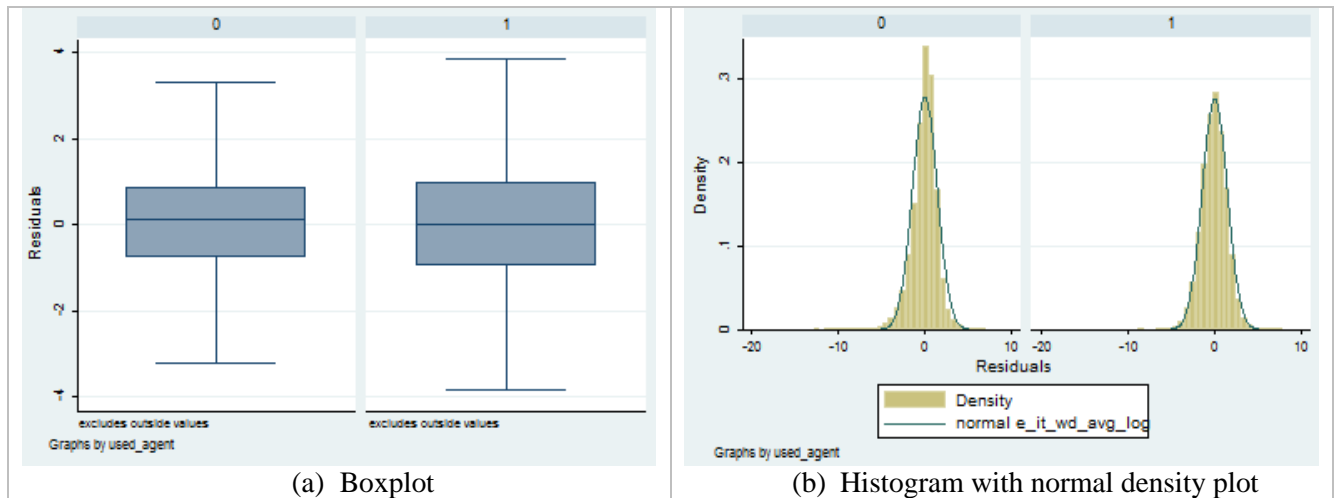 0 1
4
2
0
-2
-4
Residuals
excludes outside values excludes outside values
Graphs by used_agent
(a) Boxplot
0 1
.3
.2
.1
0
Density
-20 -10 0 10 -20 -10 0 10
Residuals
Density
normal e_it_wd_avg_log
Graphs by used_agent
(b) Histogram with normal density plot